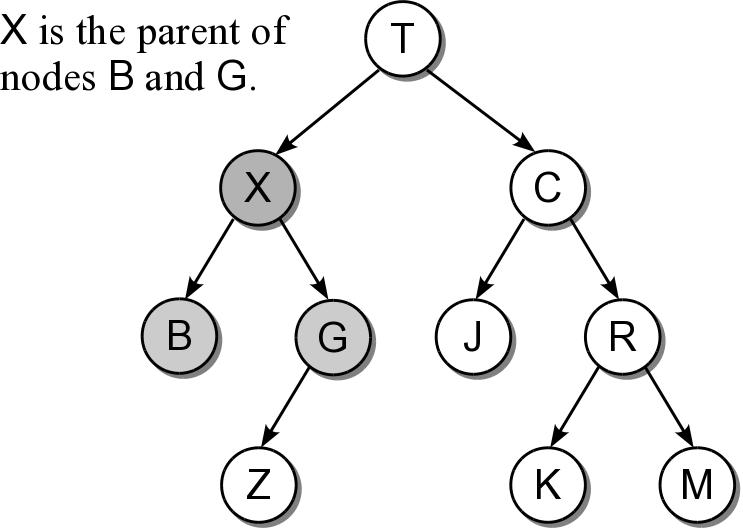 X is the parent of
nodes B and G.
T
X
C
B
G
J
R
Z
K
M